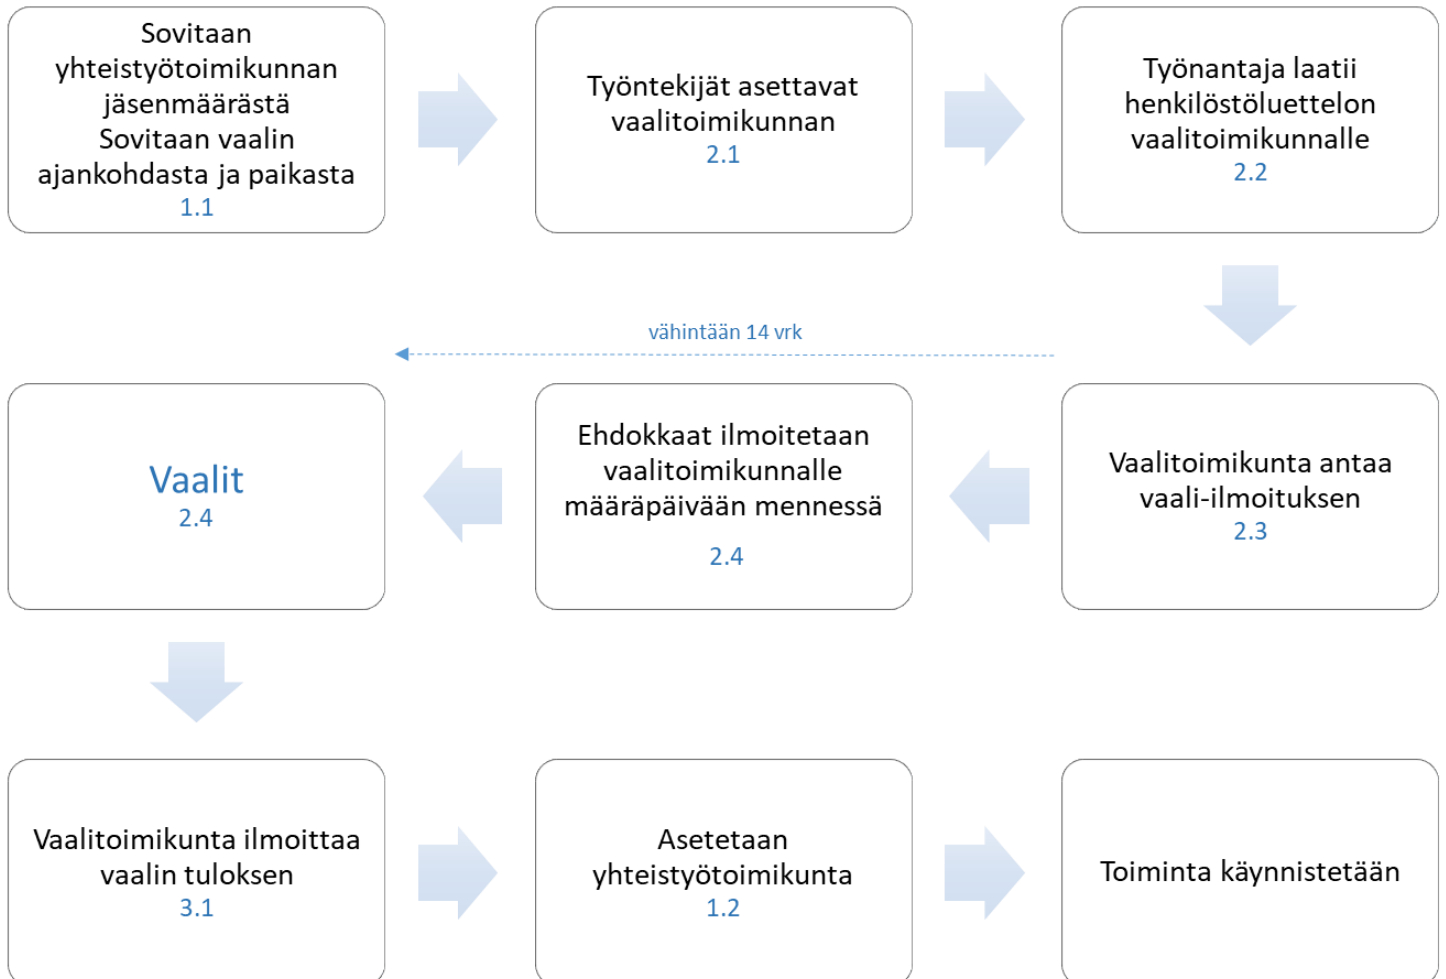 Sovitaan
yhteistyötoimikunnan
jäsenmäärästä
Sovitaan vaalin
ajankohdasta ja paikasta
1.1
Työntekijät asettavat
vaalitoimikunnan
2.1
Työnantaja laatii
henkilöstöluettelon
vaalitoimikunnalle
2.2
vähintään 14 vrk
Vaalitoimikunta antaa
vaali-ilmoituksen
2.3
Ehdokkaat ilmoitetaan
vaalitoimikunnalle
määräpäivään mennessä
2.4
Vaalit
2.4
Vaalitoimikunta ilmoittaa
vaalin tuloksen
3.1
Asetetaan
yhteistyötoimikunta
1.2
Toiminta käynnistetään